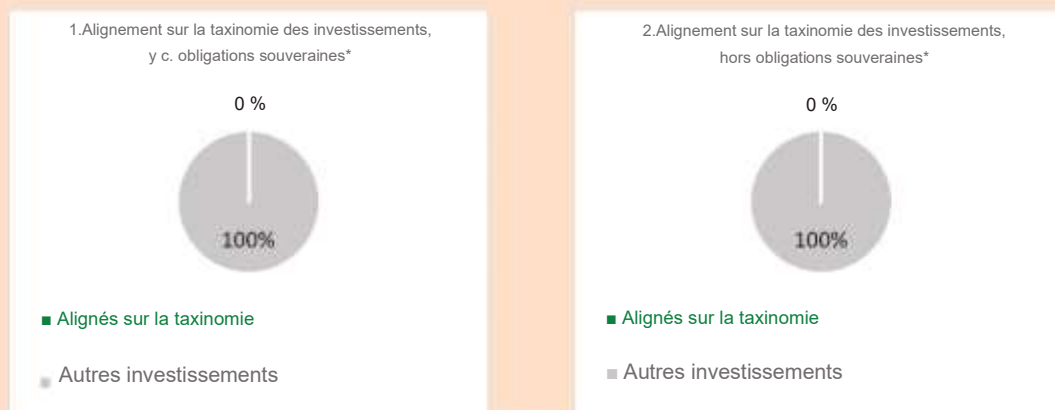 1.Alignement sur la taxinomie des investissements,
y c. obligations souveraines*
0 %
100%
■ Alignés sur la taxinomie
■ Autres investissements
2.Alignement sur la taxinomie des investissements,
hors obligations souveraines*
0 %
100%
■ Alignés sur la taxinomie
■ Autres investissements